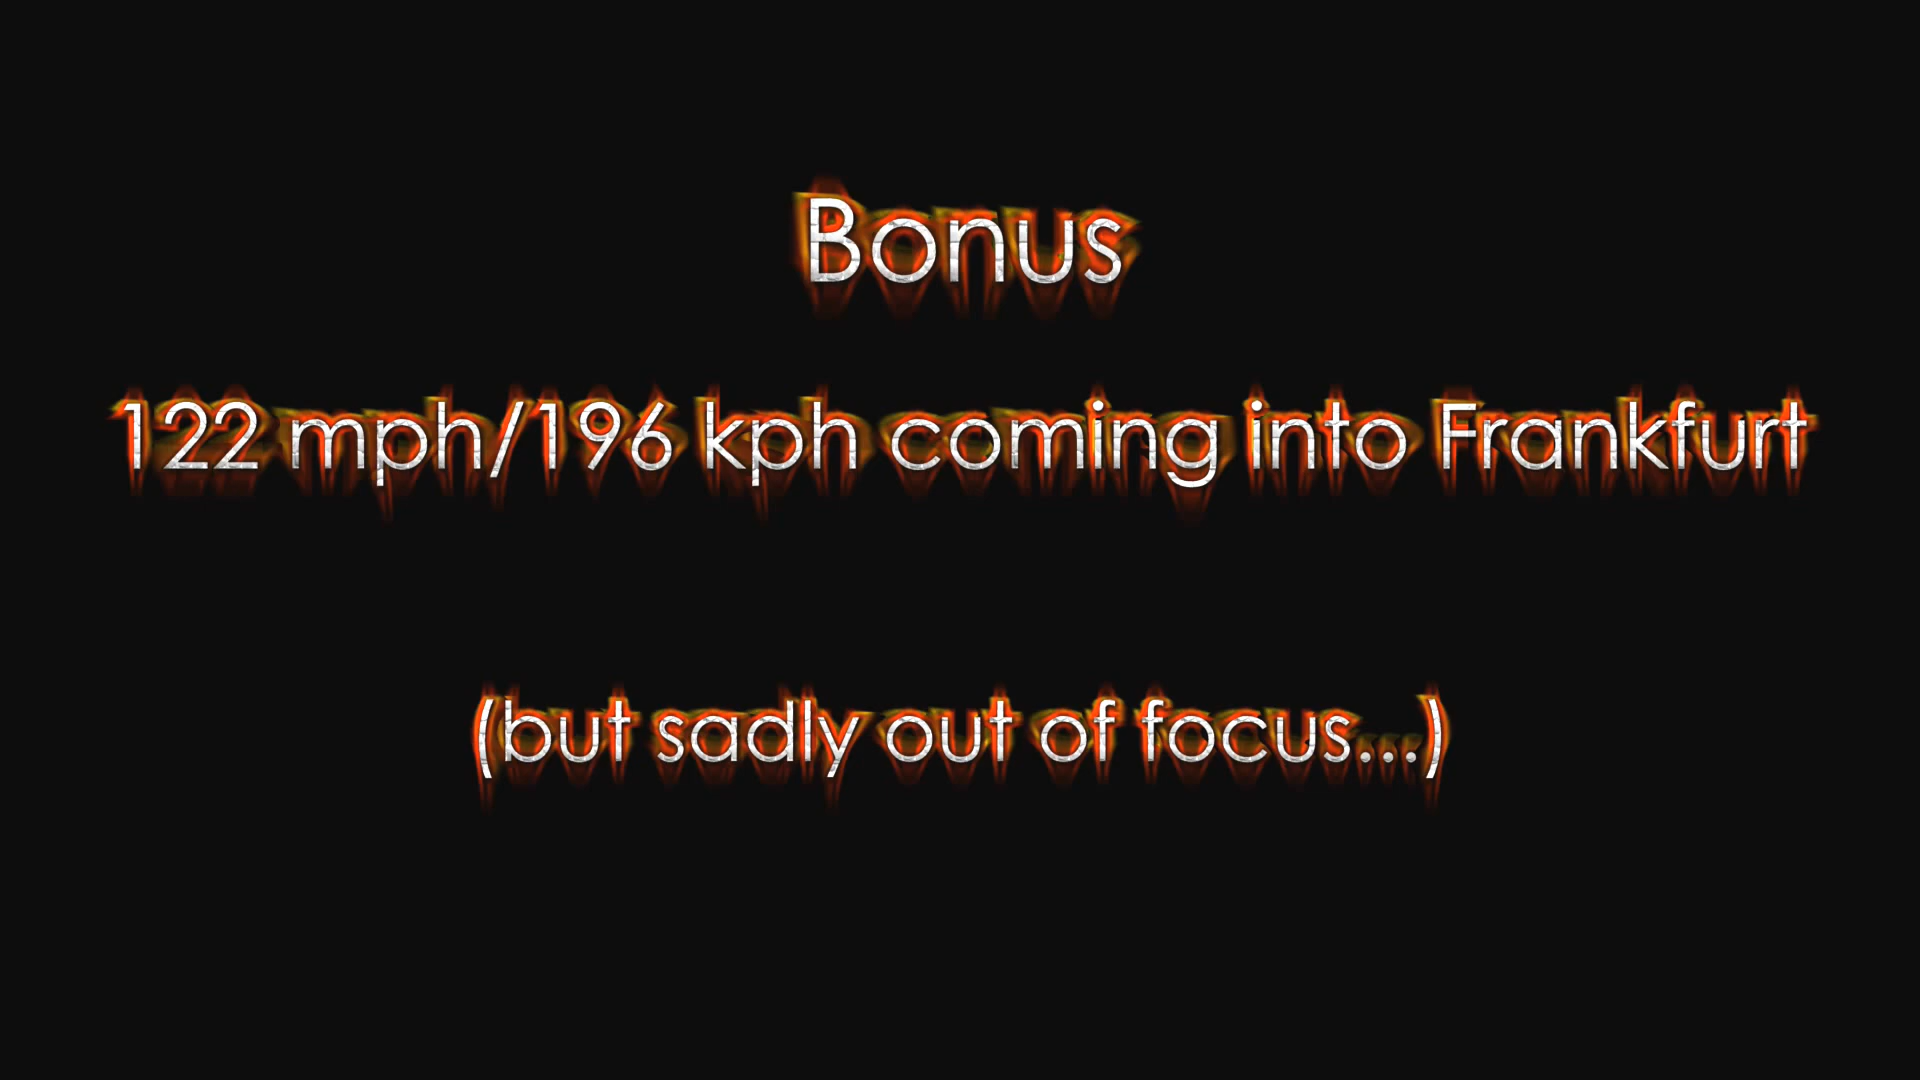 Bonus
122 mph/196 kph coming into Frankfurt
(but sadly out of focus...)